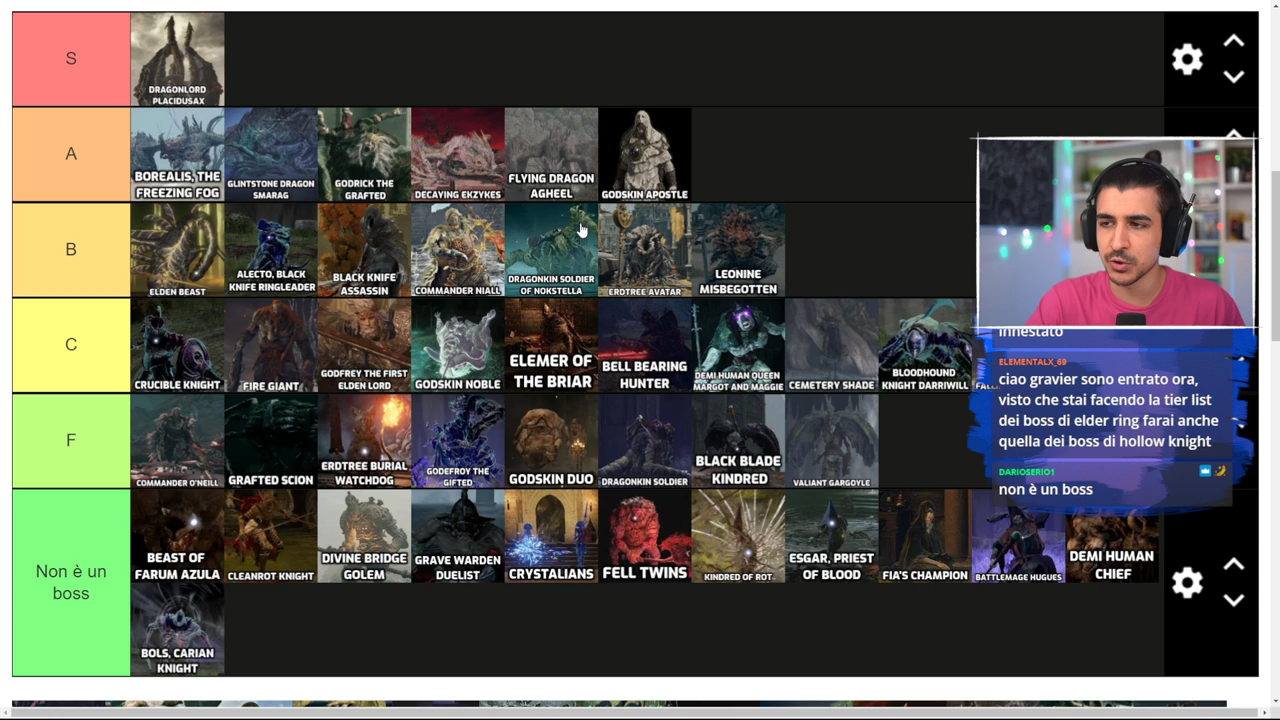 S
DRAGONLORD
PLACIDUSAX
A
BOREALIS, THE
FREEZING FOG
GLINTSTONE DRAGON
SMARAG
GODRICK THE
GRAFTED
DECAYING EKZYKES
FLYING DRAGON
AGHEEL
GODSKIN APOSTLE
B
ELDEN BEAST
ALECTO, BLACK
KNIFE RINGLEADER
BLACK KNIFE
ASSASSIN
COMMANDER NIALL
DRAGONKIN SOLDIER
OF NOKSTELLA
ERDTREE AVATAR
LEONINE
MISBEGOTTEN
C
CRUCIBLE KNIGHT
FIRE GIANT
GODFREY THE FIRST
ELDEN LORD
GODSKIN NOBLE
ELEMER OF
THE BRIAR
BELL BEARING
HUNTER
DEMI HUMAN QUEEN
MARGOT AND MAGGIE
CEMETERY SHADE
BLOODHOUND
KNIGHT DARRIWILL
F
COMMANDER O'NEILL
GRAFTED SCION
ERDTREE BURIAL
WATCHDOG
GODEFROY THE
GIFTED
GODSKIN DUO
DRAGONKIN SOLDIER
BLACK BLADE
KINDRED
VALIANT GARGOYLE
Non è un
boss
BEAST OF
FARUM AZULA
CLEANROT KNIGHT
DIVINE BRIDGE
GOLEM
GRAVE WARDEN
DUELIST
CRYSTALIANS
FELL TWINS
KINDRED OF ROT
ESGAR, PRIEST
OF BLOOD
FIA'S CHAMPION
BATTLEMAGE HUGUES
DEMI HUMAN
CHIEF
BOLS, CARIAN
KNIGHT
innestato
ELEMENTALX_69
ciao gravier sono entrato ora,
visto che stai facendo la tier list
dei boss di elder ring farai anche
quella dei boss di hollow knight
DARIOSERIO1
non è un boss